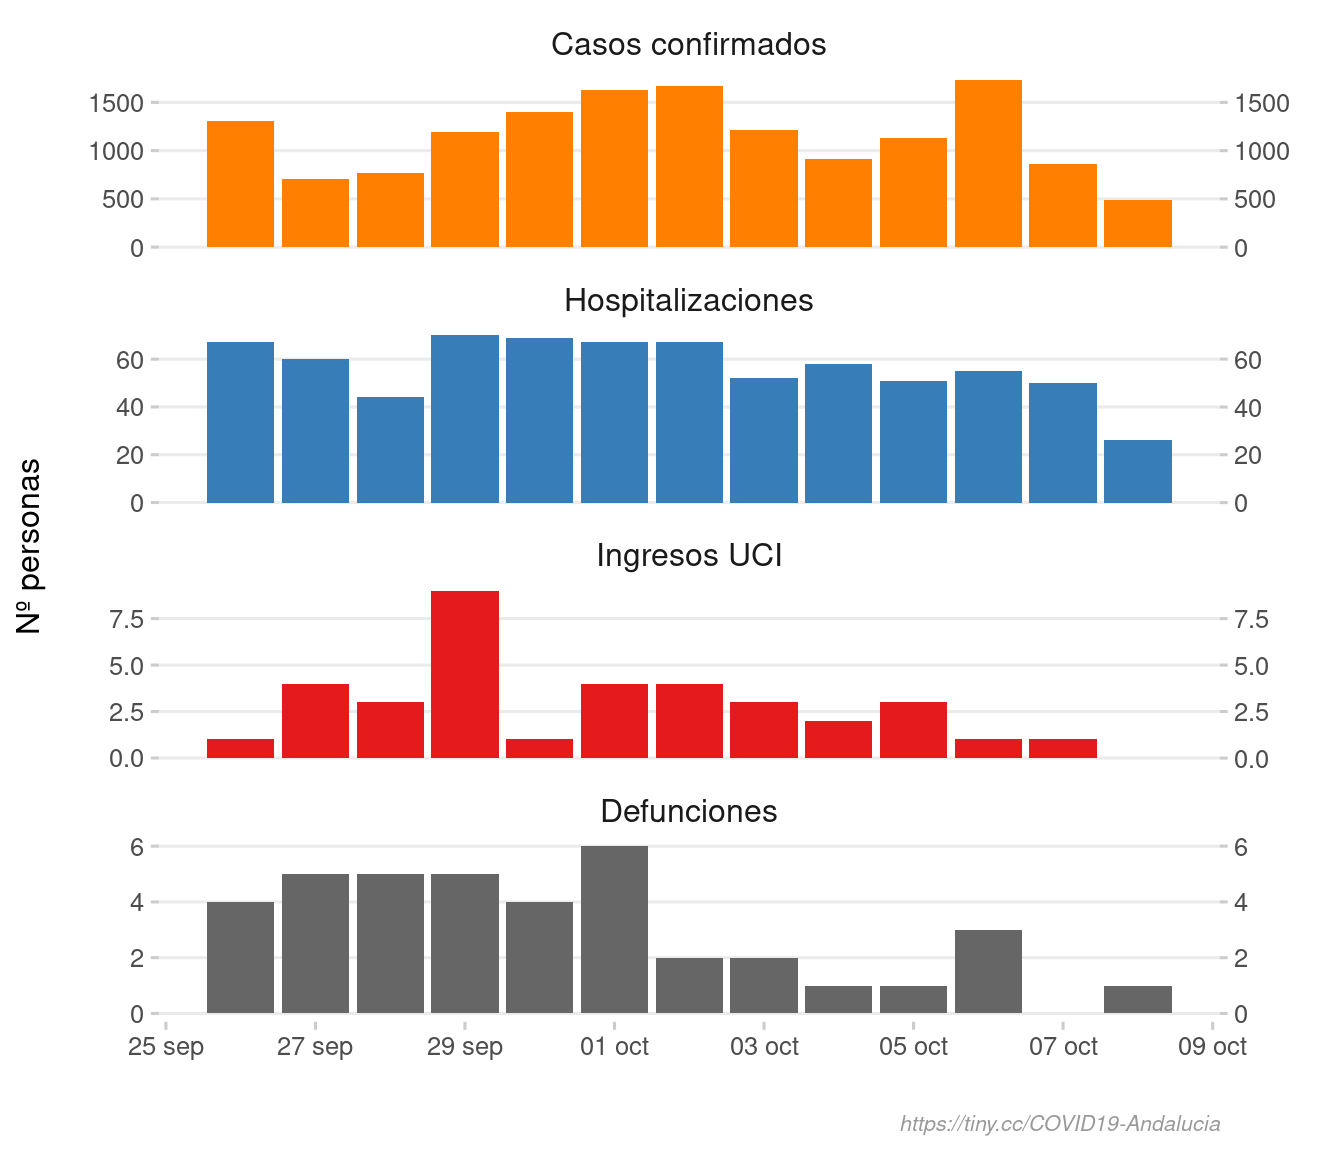 Casos confirmados
1500 1500
1000 1000
500 500
0 0
Hospitalizaciones
60 60
40 40
20 20
0 0
Nº personas
Ingresos UCI
7.5 7.5
5.0 5.0
2.5 2.5
0.0 0.0
Defunciones
6 6
4 4
2 2
0 0
25 sep 27 sep 29 sep 01 oct 03 oct 05 oct 07 oct 09 oct
https://tiny.cc/COVID19-Andalucia